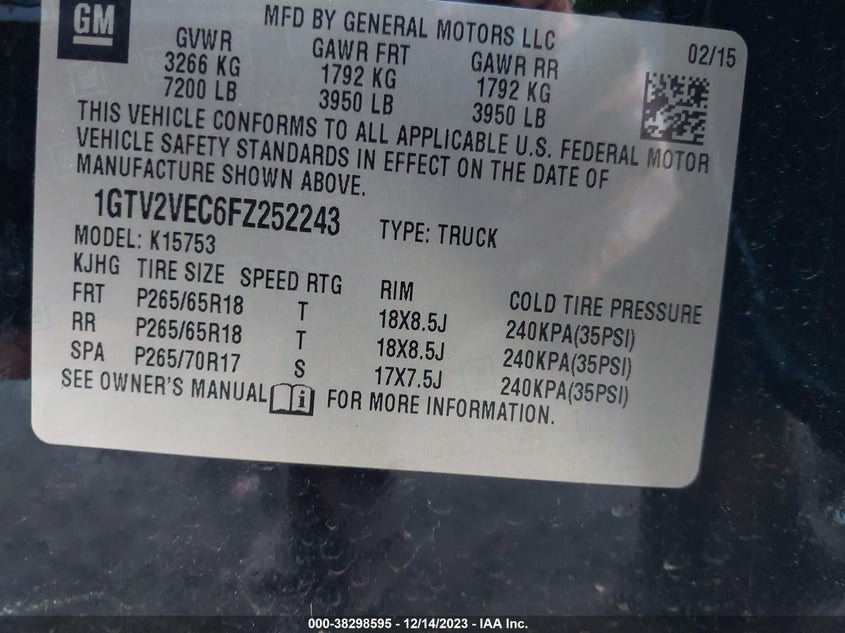 GM
MFD BY GENERAL MOTORS LLC
02/15
GVWR GAWR FRT GAWR RR
3266 KG 1792 KG 1792 KG
7200 LB 3950 LB 3950 LB
THIS VEHICLE CONFORMS TO ALL APPLICABLE U.S. FEDERAL MOTOR
VEHICLE SAFETY STANDARDS IN EFFECT ON THE DATE OF
MANUFACTURE SHOWN ABOVE.
1GTV2VEC6FZ252243 TYPE: TRUCK
MODEL: K15753
KJHG TIRE SIZE SPEED RTG RIM COLD TIRE PRESSURE
FRT P265/65R18 T 18X8.5J 240KPA(35PSI)
RR P265/65R18 T 18X8.5J 240KPA(35PSI)
SPA P265/70R17 S 17X7.5J 240KPA(35PSI)
SEE OWNER'S MANUAL i FOR MORE INFORMATION.
000-38298595 - 12/14/2023 - IAA Inc.